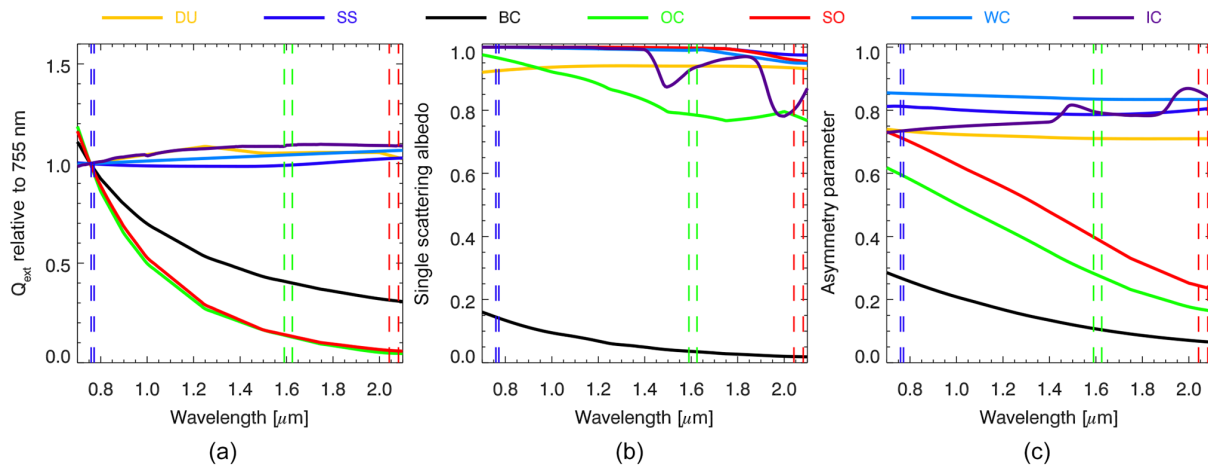 DU SS BC OC SO WC IC
Q_ext relative to 755 nm
1.5
1.0
0.5
0.0
0.8 1.0 1.2 1.4 1.6 1.8 2.0
Wavelength [μm]
(a)
Single scattering albedo
1.0
0.8
0.6
0.4
0.2
0.0
0.8 1.0 1.2 1.4 1.6 1.8 2.0
Wavelength [μm]
(b)
Asymmetry parameter
1.0
0.8
0.6
0.4
0.2
0.0
0.8 1.0 1.2 1.4 1.6 1.8 2.0
Wavelength [μm]
(c)